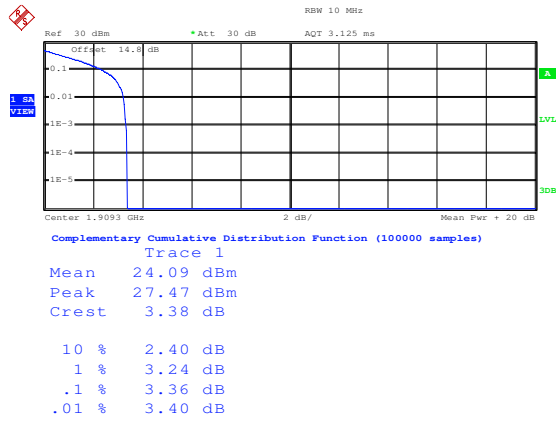 R S
RBW 10 MHz
Ref 30 dBm *Att 30 dB AQT 3.125 ms
Offset 14.8 dB
0.1
A
0.01
1 SA
VIEW
1E-3
LVL
1E-4
1E-5
3DB
Center 1.9093 GHz 2 dB/ Mean Pwr + 20 dB
Complementary Cumulative Distribution Function (100000 samples)
Trace 1
Mean 24.09 dBm
Peak 27.47 dBm
Crest 3.38 dB
10 % 2.40 dB
1 % 3.24 dB
.1 % 3.36 dB
.01 % 3.40 dB